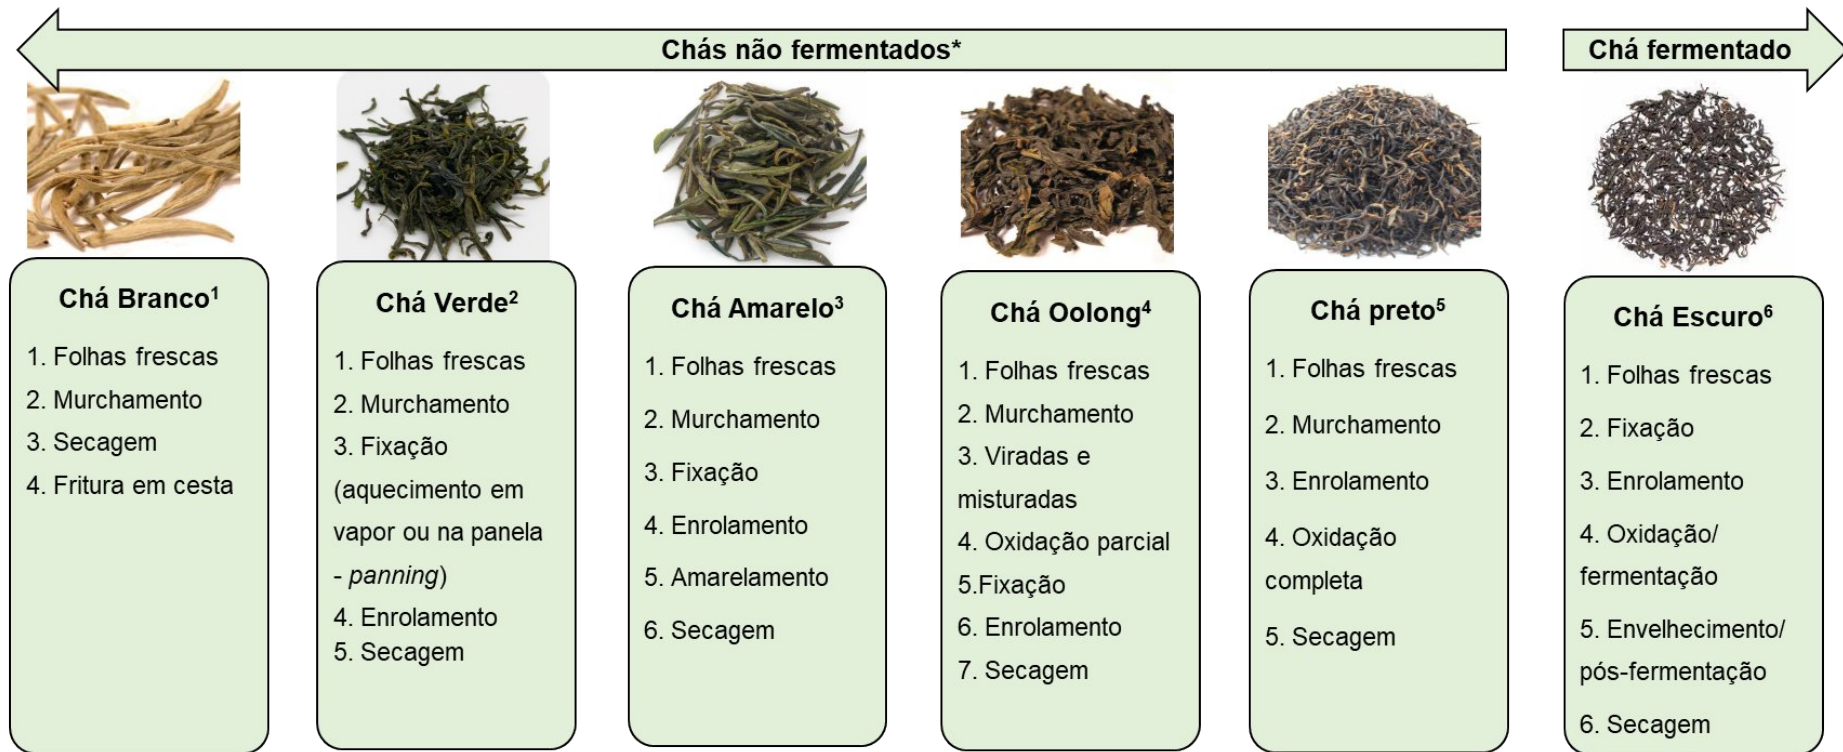 Chás não fermentados*
Chá fermentado
Chá Branco¹
1. Folhas frescas
2. Murchamento
3. Secagem
4. Fritura em cesta
Chá Verde²
1. Folhas frescas
2. Murchamento
3. Fixação
(aquecimento em
vapor ou na panela
- panning)
4. Enrolamento
5. Secagem
Chá Amarelo³
1. Folhas frescas
2. Murchamento
3. Fixação
4. Enrolamento
5. Amarelamento
6. Secagem
Chá Oolong⁴
1. Folhas frescas
2. Murchamento
3. Viradas e
misturadas
4. Oxidação parcial
5.Fixação
6. Enrolamento
7. Secagem
Chá preto⁵
1. Folhas frescas
2. Murchamento
3. Enrolamento
4. Oxidação
completa
5. Secagem
Chá Escuro⁶
1. Folhas frescas
2. Fixação
3. Enrolamento
4. Oxidação/
fermentação
5. Envelhecimento/
pós-fermentação
6. Secagem